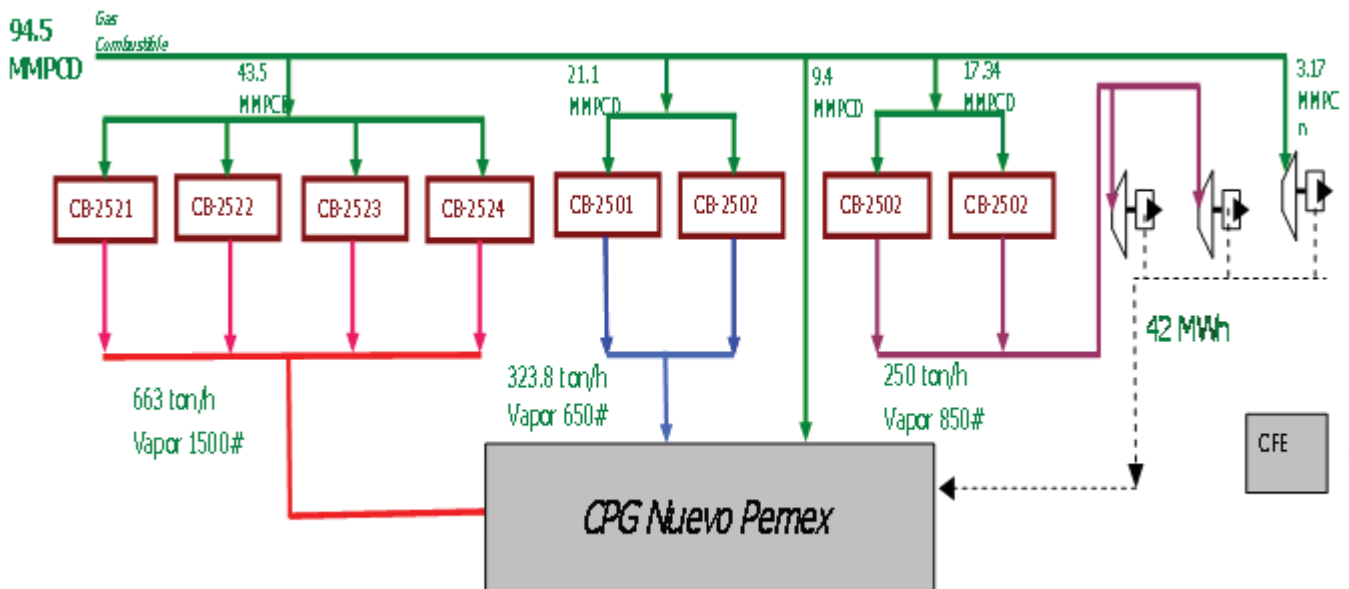 94.5
MMPCD
Gas
Combustible
43.5
MMPCD
21.1
MMPCD
9.4
MMPCD
17.34
MMPCD
3.17
MMPC
n
CB-2521
CB-2522
CB-2523
CB-2524
CB-2501
CB-2502
CB-2502
CB-2502
42 MWh
663 ton/h
Vapor 1500#
323.8 ton/h
Vapor 650#
250 ton/h
Vapor 850#
CFE
CPG Nuevo Pemex